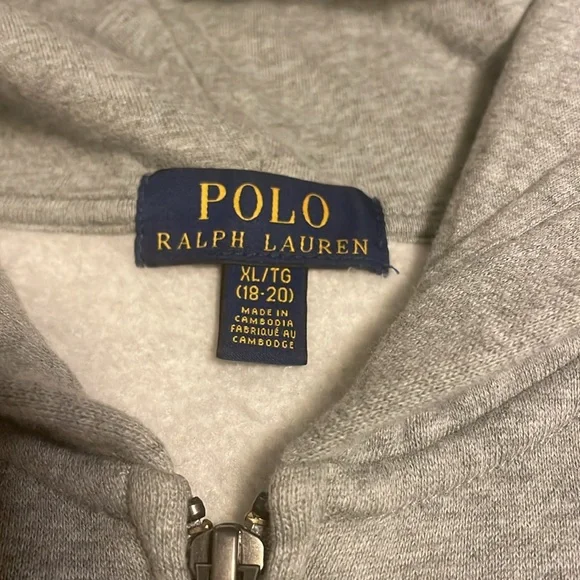 POLO
RALPH LAUREN
XL/TG
(18-20)
MADE IN
CAMBODIA
FABRIQUÉ AU
CAMBODGE